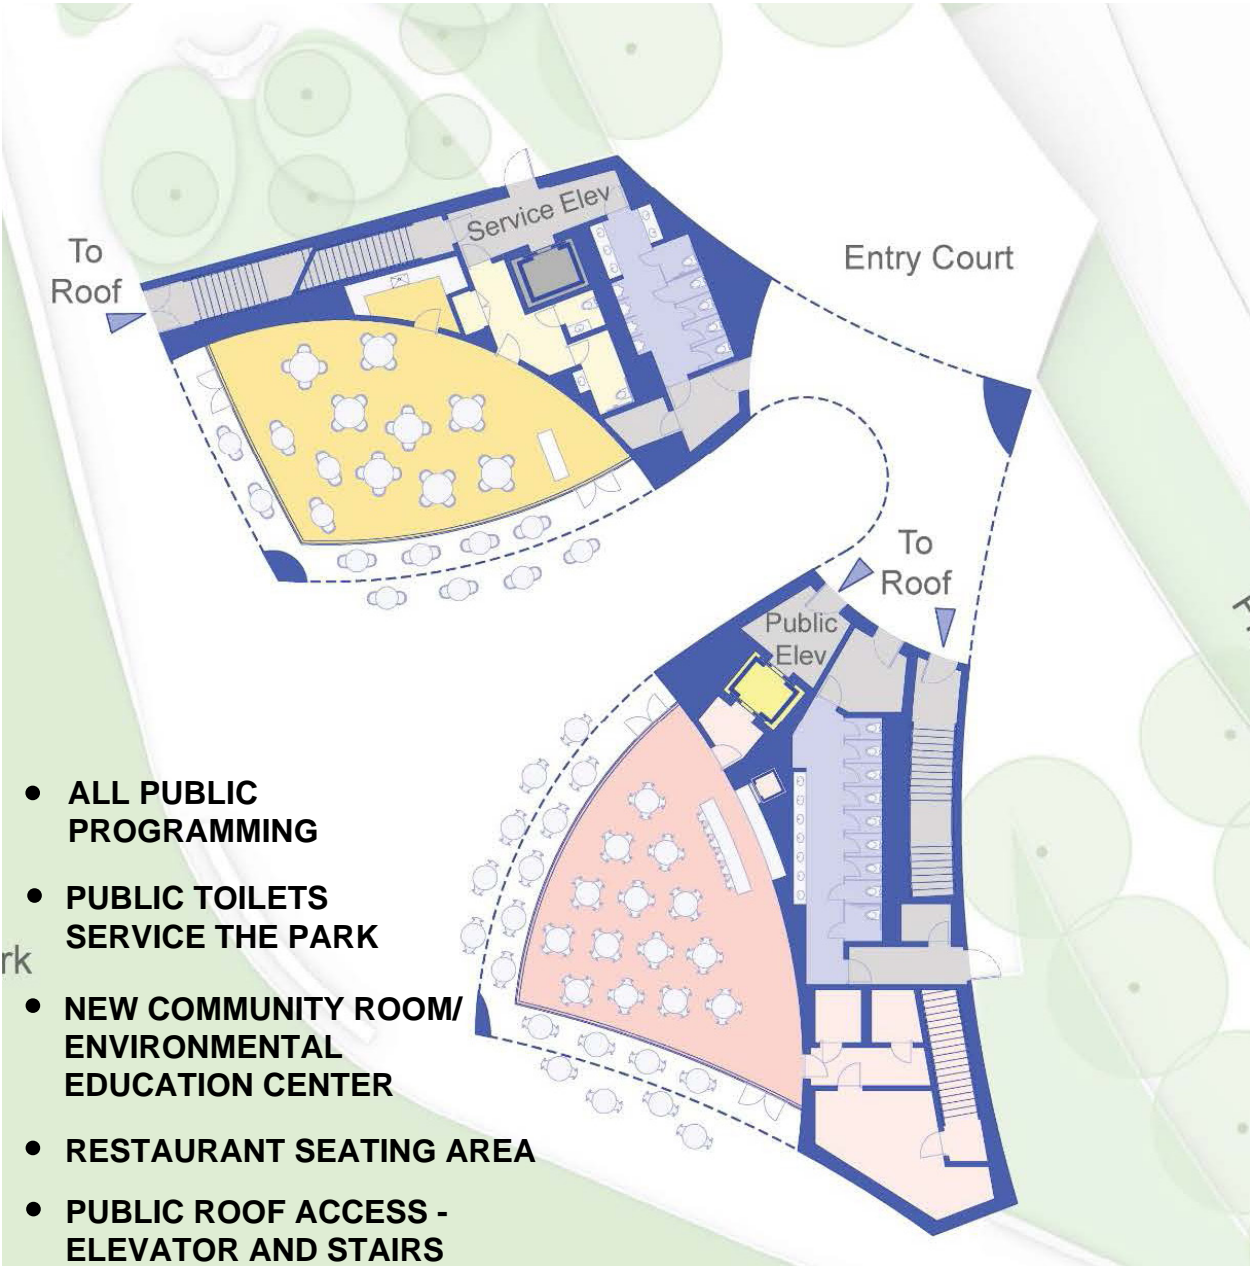 Service Elev
To
Roof
Entry Court
To
Roof
Public
Elev
• ALL PUBLIC
PROGRAMMING
• PUBLIC TOILETS
SERVICE THE PARK
rk
• NEW COMMUNITY ROOM/
ENVIRONMENTAL
EDUCATION CENTER
• RESTAURANT SEATING AREA
• PUBLIC ROOF ACCESS -
ELEVATOR AND STAIRS